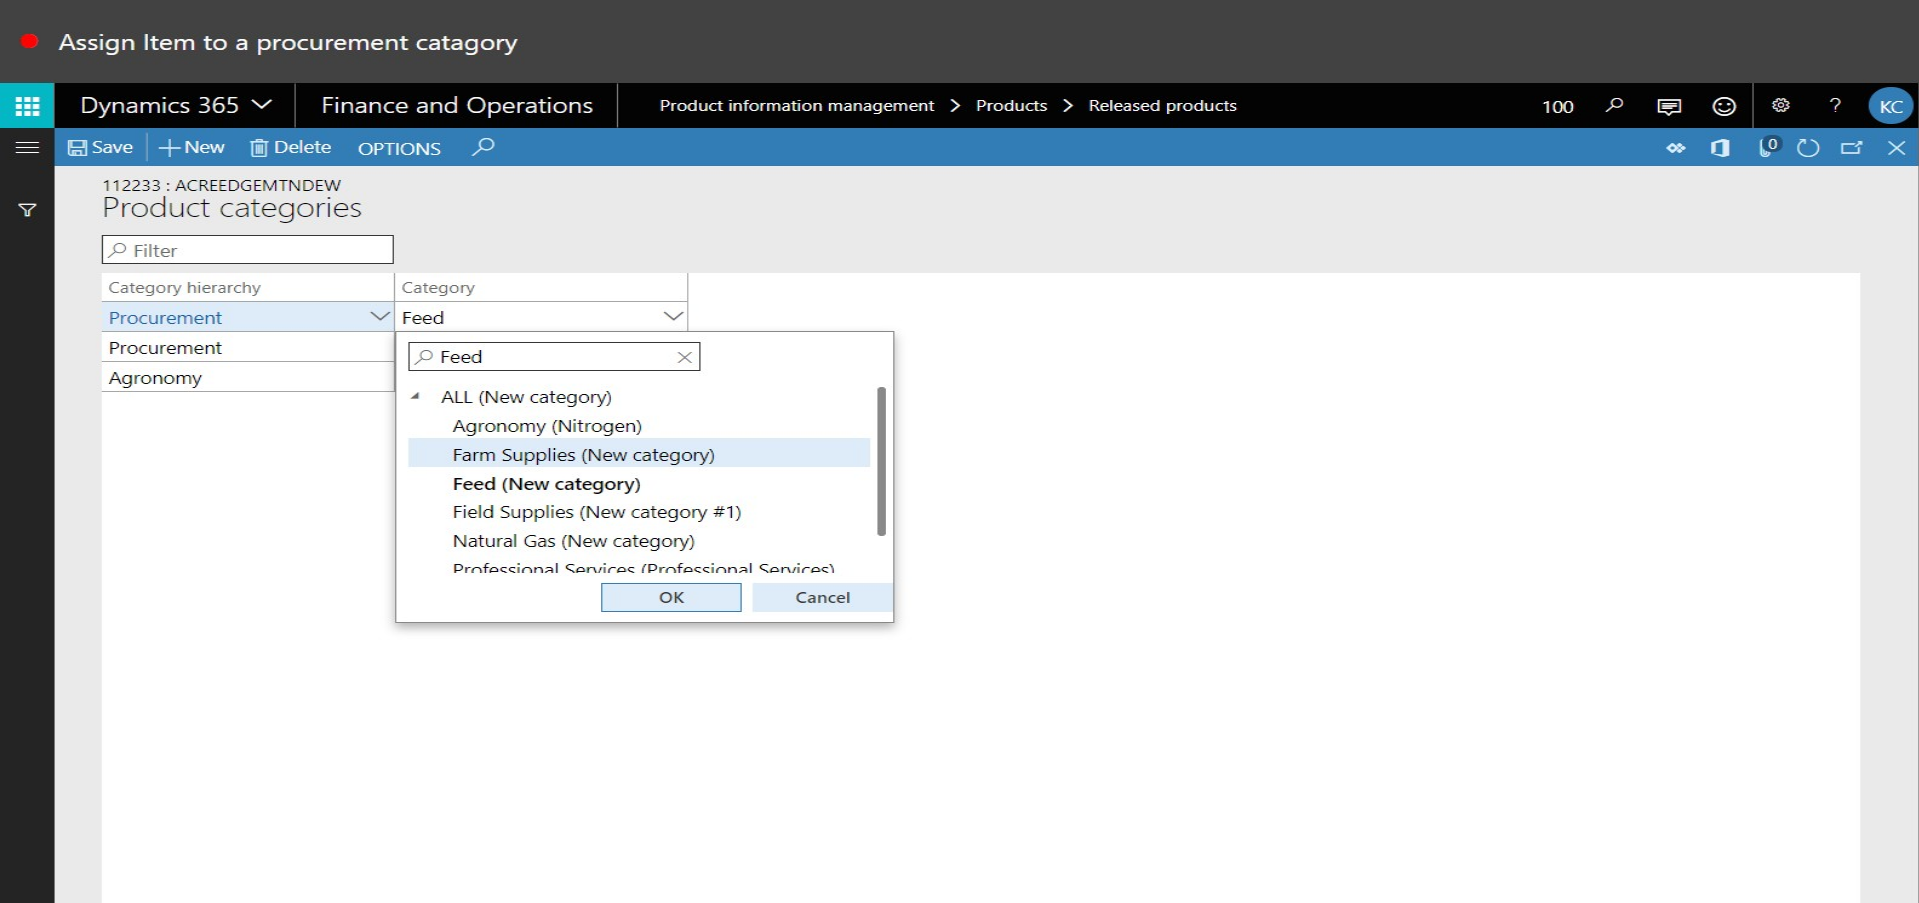 Assign Item to a procurement catagory
Dynamics 365 Finance and Operations Product information management > Products > Released products 100 ? KC
Save New Delete OPTIONS 0
112233 : ACREEDGEMTNDEW
Product categories
Filter
Category hierarchy Category
Procurement Feed
Procurement
Agronomy
Feed
ALL (New category)
Agronomy (Nitrogen)
Farm Supplies (New category)
Feed (New category)
Field Supplies (New category #1)
Natural Gas (New category)
Professional Services (Professional Services)
OK Cancel